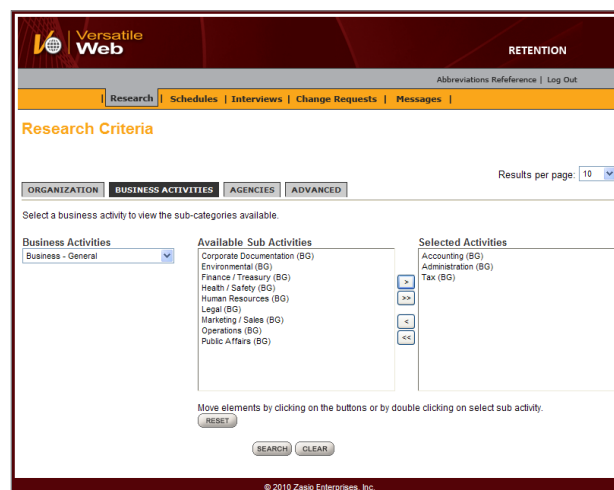 Versatile
Web
RETENTION
Abbreviations Refeference | Log Out
| Research | Schedules | Interviews | Change Requests | Messages |
Research Criteria
Results per page: 10
ORGANIZATION BUSINESS ACTIVITIES AGENCIES ADVANCED
Select a business activity to view the sub-categories available.
Business Activities Available Sub Activities Selected Activities
Business - General
Corporate Documentation (BG)
Environmental (BG)
Finance / Treasury (BG)
Health / Safety (BG)
Human Resources (BG)
Legal (BG)
Marketing / Sales (BG)
Operations (BG)
Public Affairs (BG)
>
>>
<
<<
Accounting (BG)
Administration (BG)
Tax (BG)
Move elements by clicking on the buttons or by double clicking on select sub activity.
RESET
SEARCH CLEAR
© 2010 Zasio Enterprises, Inc.